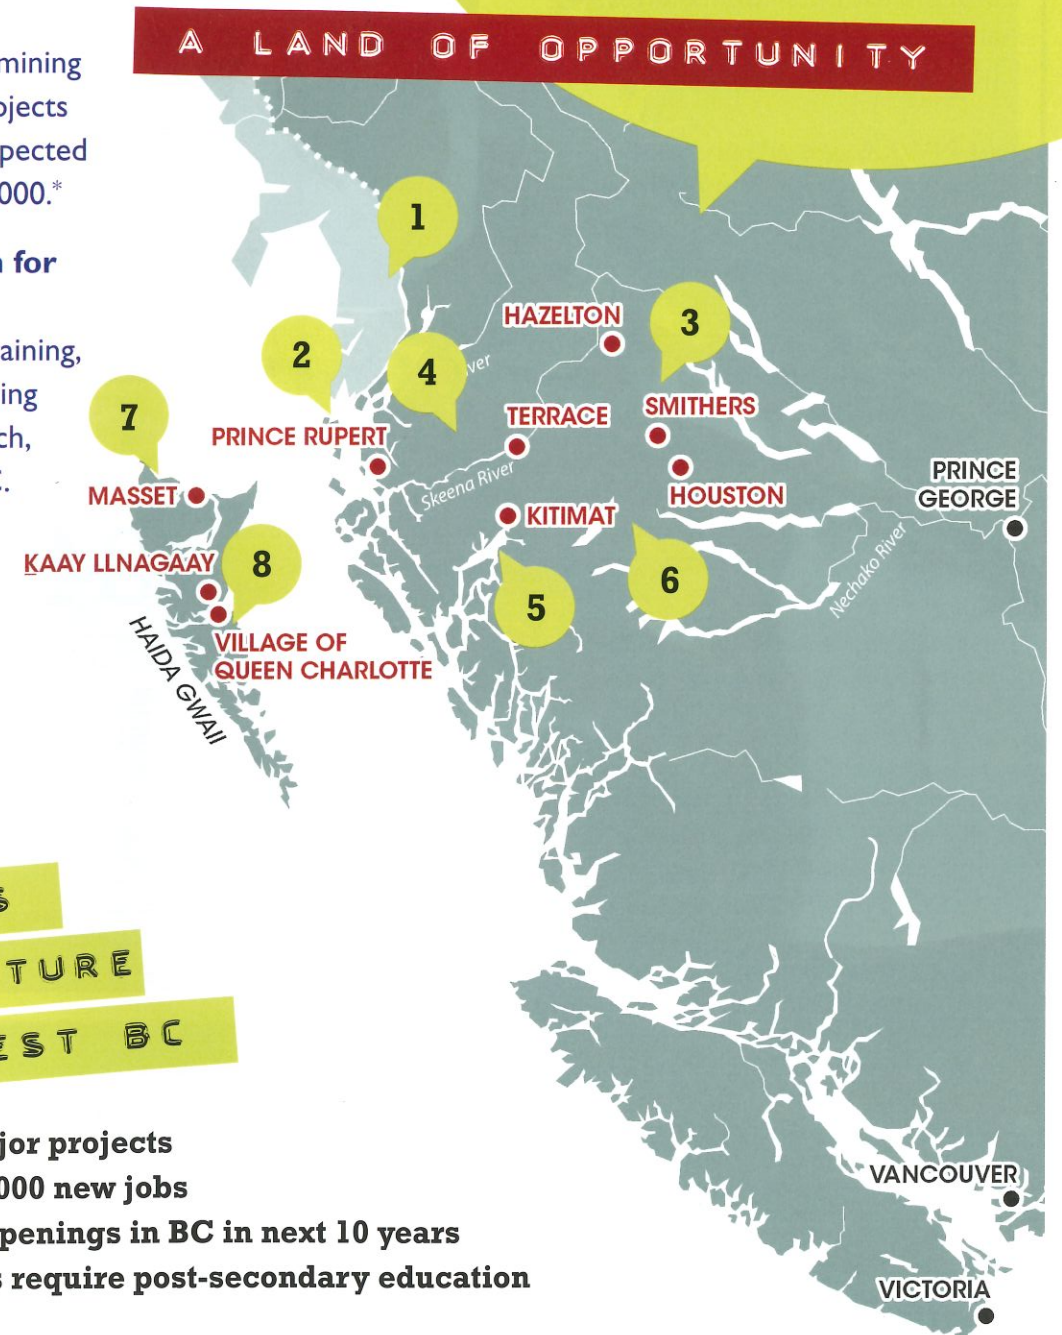 A LAND OF OPPORTUNITY
mining
ojects
pected
000.*
for
aining,
ing
ch,
1
2
3
4
5
6
7
8
HAZELTON
ver
TERRACE
SMITHERS
PRINCE RUPERT
Skeena River
HOUSTON
MASSET
KITIMAT
PRINCE
GEORGE
KAAY LLNAGAAY
Nechako River
VILLAGE OF
QUEEN CHARLOTTE
HAIDA GWAII
S
TURE
EST BC
jor projects
000 new jobs
penings in BC in next 10 years
s require post-secondary education
VANCOUVER
VICTORIA